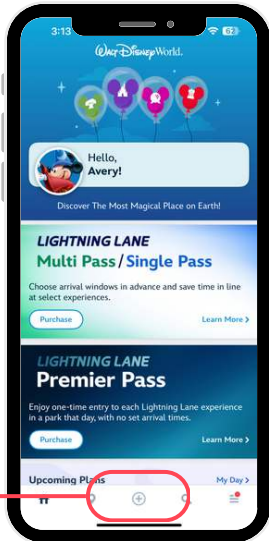 3:13 62
Walt Disney World.
Hello,
Avery!
Discover The Most Magical Place on Earth!
LIGHTNING LANE
Multi Pass / Single Pass
Choose arrival windows in advance and save time in line
at select experiences.
Purchase Learn More >
LIGHTNING LANE
Premier Pass
Enjoy one-time entry to each Lightning Lane experience
in a park that day, with no set arrival times.
Purchase Learn More >
Upcoming Plans My Day >